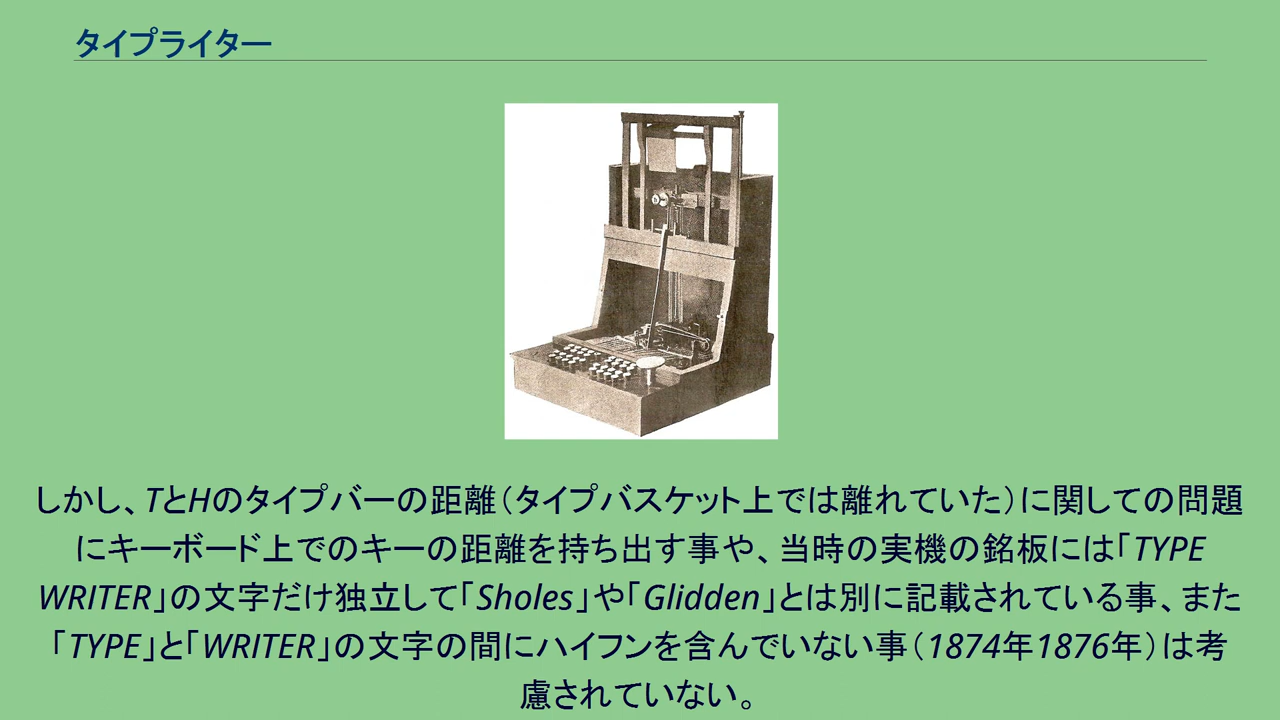 タイプライター
しかし、TとHのタイプバーの距離（タイプバスケット上では離れていた）に関しての問題
にキーボード上でのキーの距離を持ち出す事や、当時の実機の銘板には「TYPE
WRITER」の文字だけ独立して「Sholes」や「Glidden」とは別に記載されている事、また
「TYPE」と「WRITER」の文字の間にハイフンを含んでいない事（1874年1876年）は考
慮されていない。